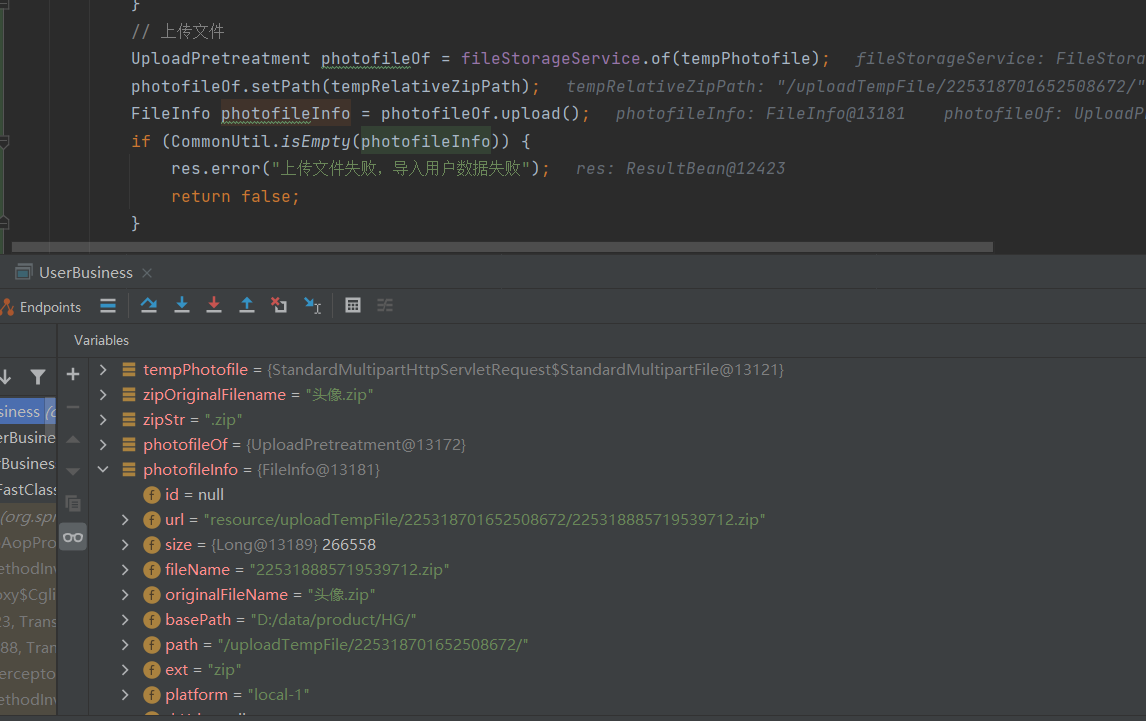 }
// 上传文件
UploadPretreatment photofileOf = fileStorageService.of(tempPhotofile); fileStorageService: FileStora
photofileOf.setPath(tempRelativeZipPath); tempRelativeZipPath: "/uploadTempFile/225318701652508672/"
FileInfo photofileInfo = photofileOf.upload(); photofileInfo: FileInfo@13181 photofileOf: UploadP
if (CommonUtil.isEmpty(photofileInfo)) {
res.error("上传文件失败，导入用户数据失败"); res: ResultBean@12423
return false;
}
UserBusiness
Endpoints
Variables
tempPhotofile = {StandardMultipartHttpServletRequest$StandardMultipartFile@13121}
zipOriginalFilename = "头像.zip"
siness (c
zipStr = ".zip"
erBusine
photofileOf = {UploadPretreatment@13172}
rBusines
photofileInfo = {FileInfo@13181}
FastClass
id = null
(org.spr
url = "resource/uploadTempFile/225318701652508672/225318885719539712.zip"
AopPro
size = {Long@13189} 266558
ethodInv
fileName = "225318885719539712.zip"
oxy$Cgli
originalFileName = "头像.zip"
23, Trans
basePath = "D:/data/product/HG/"
88, Tran
path = "/uploadTempFile/225318701652508672/"
ercepto
ext = "zip"
ethodInv
platform = "local-1"